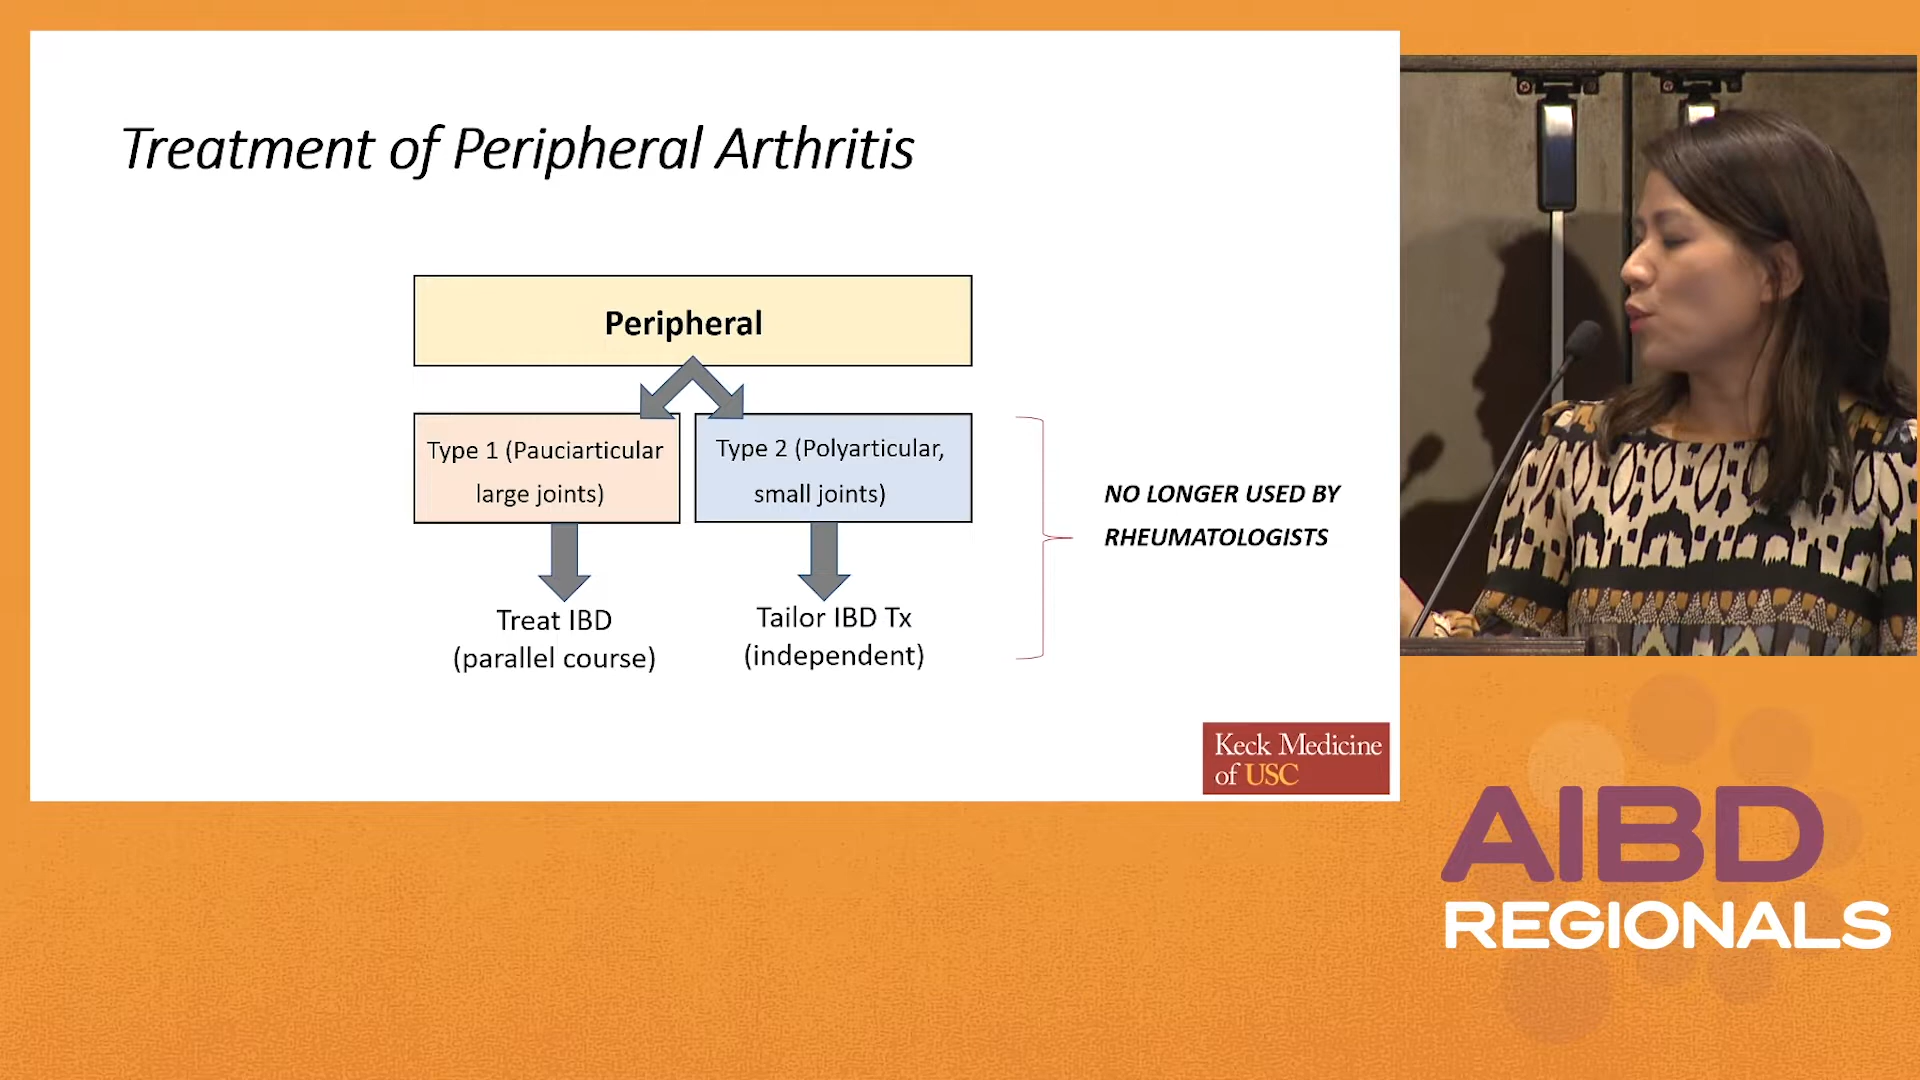 Treatment of Peripheral Arthritis
Peripheral
Type 1 (Pauciarticular
large joints)
Type 2 (Polyarticular,
small joints)
NO LONGER USED BY
RHEUMATOLOGISTS
Treat IBD
(parallel course)
Tailor IBD Tx
(independent)
Keck Medicine
of USC
AIBD
REGIONALS